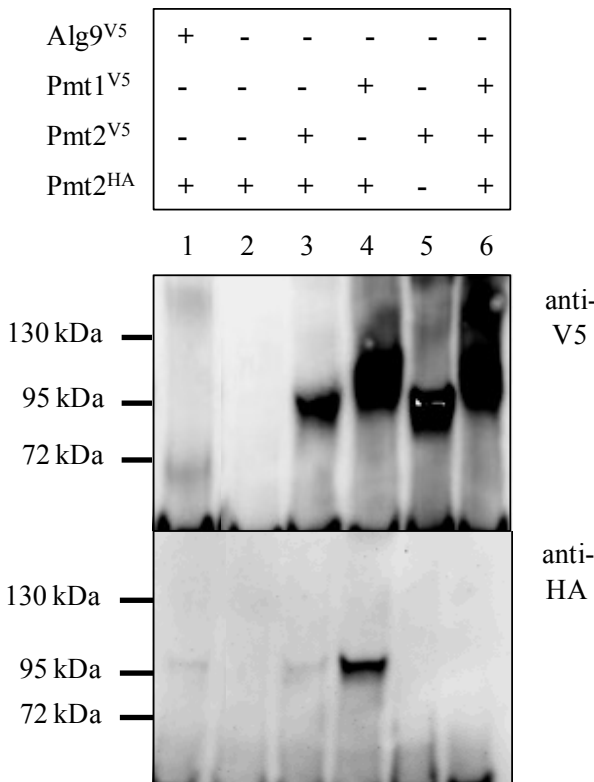 Alg9V5 + - - - - -
Pmt1V5 - - - + - +
Pmt2V5 - - + - + +
Pmt2HA + + + + - +
1 2 3 4 5 6
anti-
V5
130 kDa
95 kDa
72 kDa
anti-
HA
130 kDa
95 kDa
72 kDa